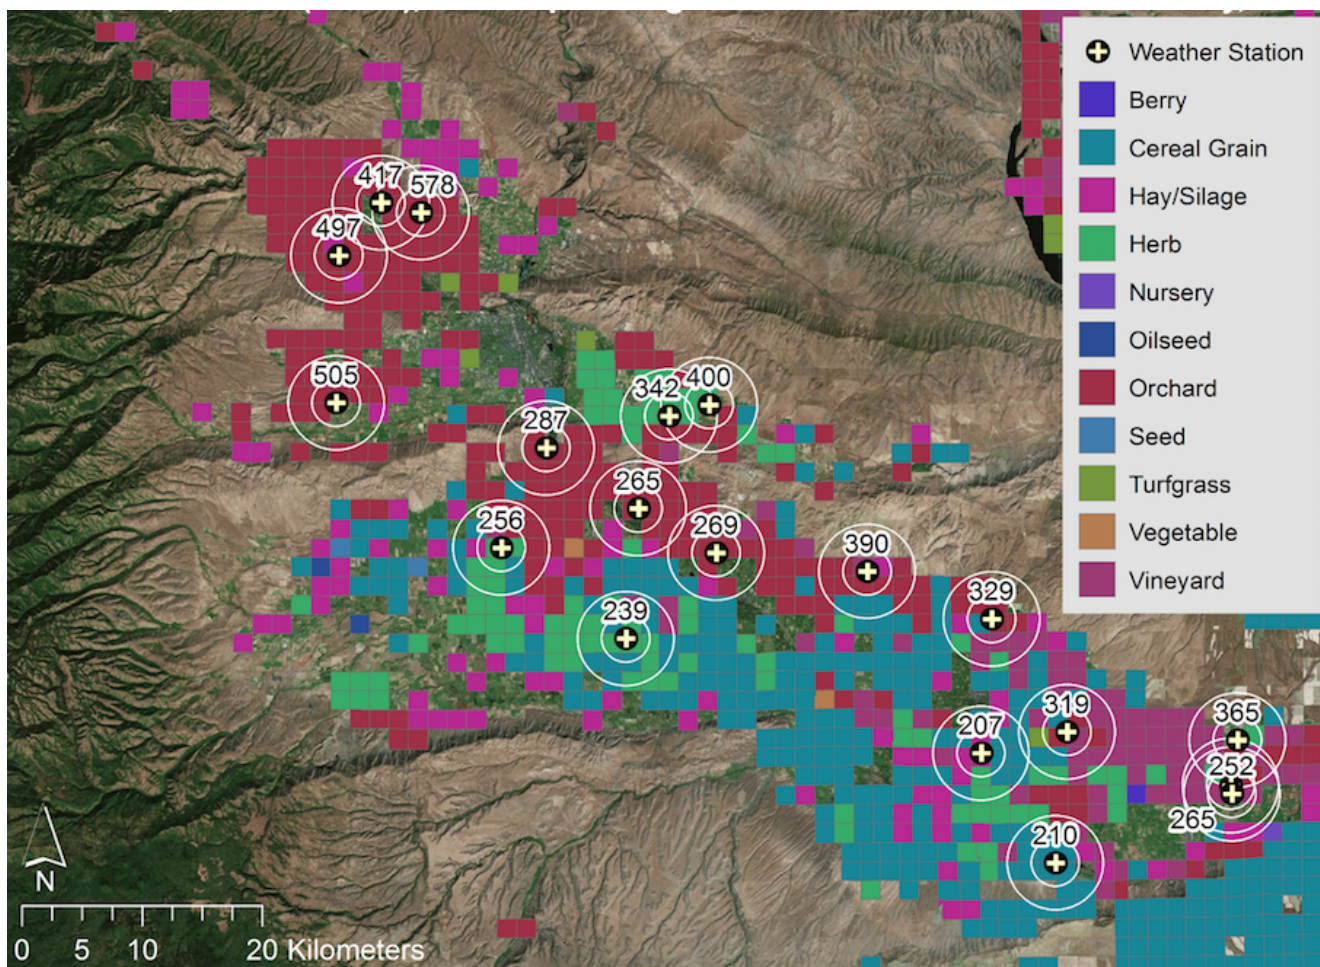 Weather Station
Berry
Cereal Grain
Hay/Silage
Herb
Nursery
Oilseed
Orchard
Seed
Turfgrass
Vegetable
Vineyard
417
578
497
505
342
400
287
265
256
269
390
239
329
319
207
365
252
265
210
N
0 5 10 20 Kilometers